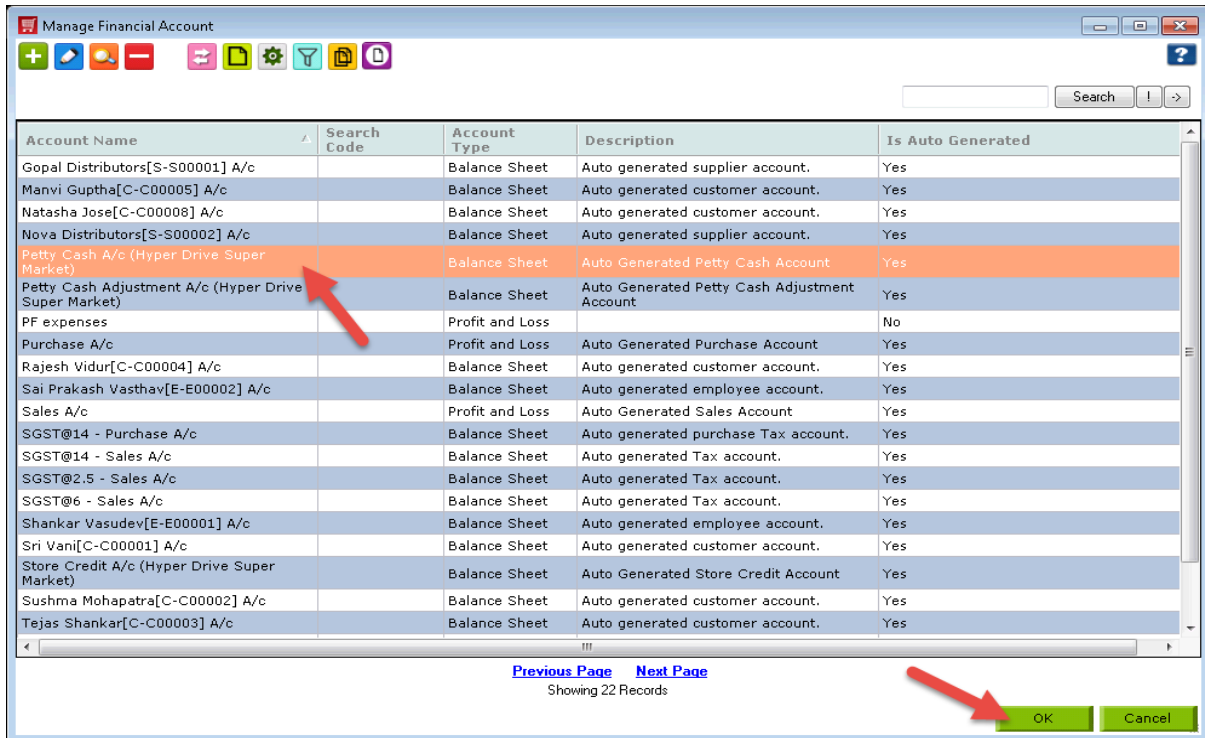 Manage Financial Account
?
Search ! ->
Account Name Search Code Account Type Description Is Auto Generated
Gopal Distributors[S-S00001] A/c Balance Sheet Auto generated supplier account. Yes
Manvi Guptha[C-C00005] A/c Balance Sheet Auto generated customer account. Yes
Natasha Jose[C-C00008] A/c Balance Sheet Auto generated customer account. Yes
Nova Distributors[S-S00002] A/c Balance Sheet Auto generated supplier account. Yes
Petty Cash A/c (Hyper Drive Super Market) Balance Sheet Auto Generated Petty Cash Account Yes
Petty Cash Adjustment A/c (Hyper Drive Super Market) Balance Sheet Auto Generated Petty Cash Adjustment Account Yes
PF expenses Profit and Loss No
Purchase A/c Profit and Loss Auto Generated Purchase Account Yes
Rajesh Vidur[C-C00004] A/c Balance Sheet Auto generated customer account. Yes
Sai Prakash Vasthav[E-E00002] A/c Balance Sheet Auto generated employee account. Yes
Sales A/c Profit and Loss Auto Generated Sales Account Yes
SGST@14 - Purchase A/c Balance Sheet Auto generated purchase Tax account. Yes
SGST@14 - Sales A/c Balance Sheet Auto generated Tax account. Yes
SGST@2.5 - Sales A/c Balance Sheet Auto generated Tax account. Yes
SGST@6 - Sales A/c Balance Sheet Auto generated Tax account. Yes
Shankar Vasudev[E-E00001] A/c Balance Sheet Auto generated employee account. Yes
Sri Vani[C-C00001] A/c Balance Sheet Auto generated customer account. Yes
Store Credit A/c (Hyper Drive Super Market) Balance Sheet Auto Generated Store Credit Account Yes
Sushma Mohapatra[C-C00002] A/c Balance Sheet Auto generated customer account. Yes
Tejas Shankar[C-C00003] A/c Balance Sheet Auto generated customer account. Yes
Previous Page Next Page
Showing 22 Records
OK Cancel